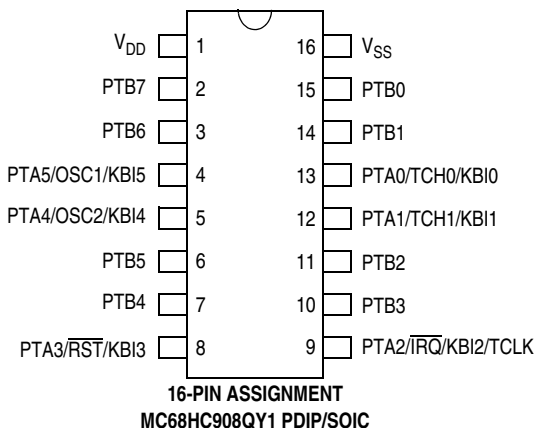 V_DD 1 16 V_SS
PTB7 2 15 PTB0
PTB6 3 14 PTB1
PTA5/OSC1/KBI5 4 13 PTA0/TCH0/KBI0
PTA4/OSC2/KBI4 5 12 PTA1/TCH1/KBI1
PTB5 6 11 PTB2
PTB4 7 10 PTB3
PTA3/R̅S̅T̅/KBI3 8 9 PTA2/I̅R̅Q̅/KBI2/TCLK
16-PIN ASSIGNMENT
MC68HC908QY1 PDIP/SOIC